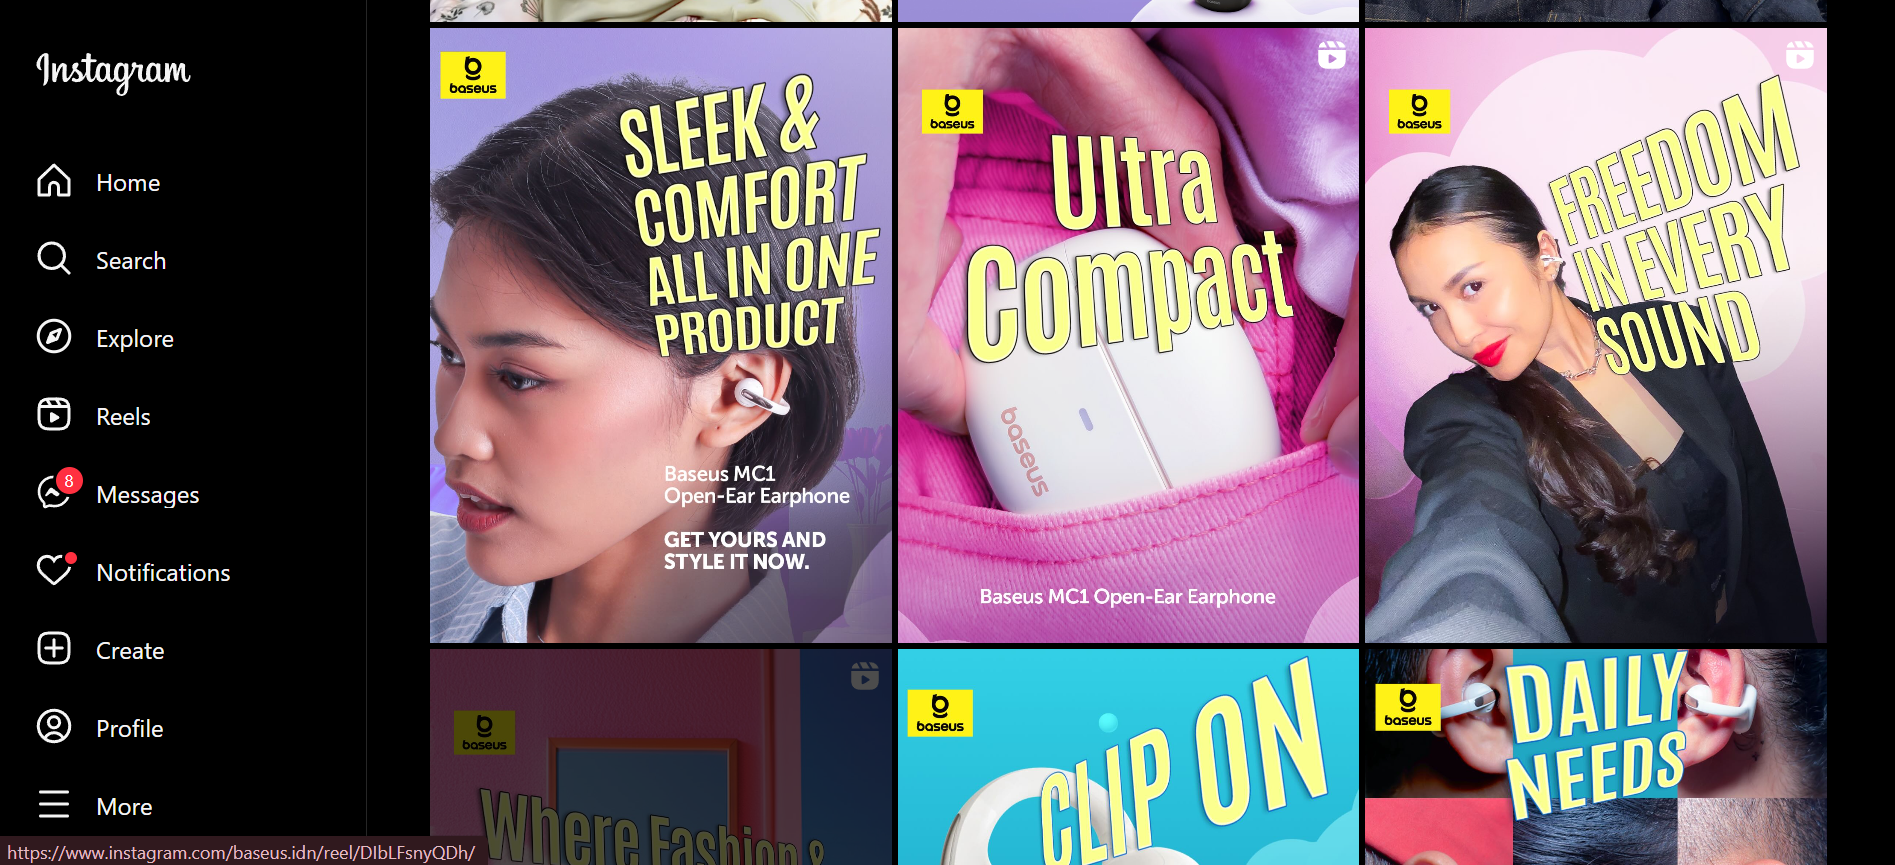 Instagram
Home
Search
Explore
Reels
8
Messages
Notifications
Create
Profile
More
https://www.instagram.com/baseus.idn/reel/DIbLFsnyQDh/
baseus
SLEEK &
COMFORT
ALL IN ONE
PRODUCT
Baseus MC1
Open-Ear Earphone
GET YOURS AND
STYLE IT NOW.
baseus
Ultra
Compact
baseus
Baseus MC1 Open-Ear Earphone
baseus
FREEDOM
IN EVERY
SOUND
baseus
Where Fashion &
baseus
CLIP ON
baseus
DAILY
NEEDS